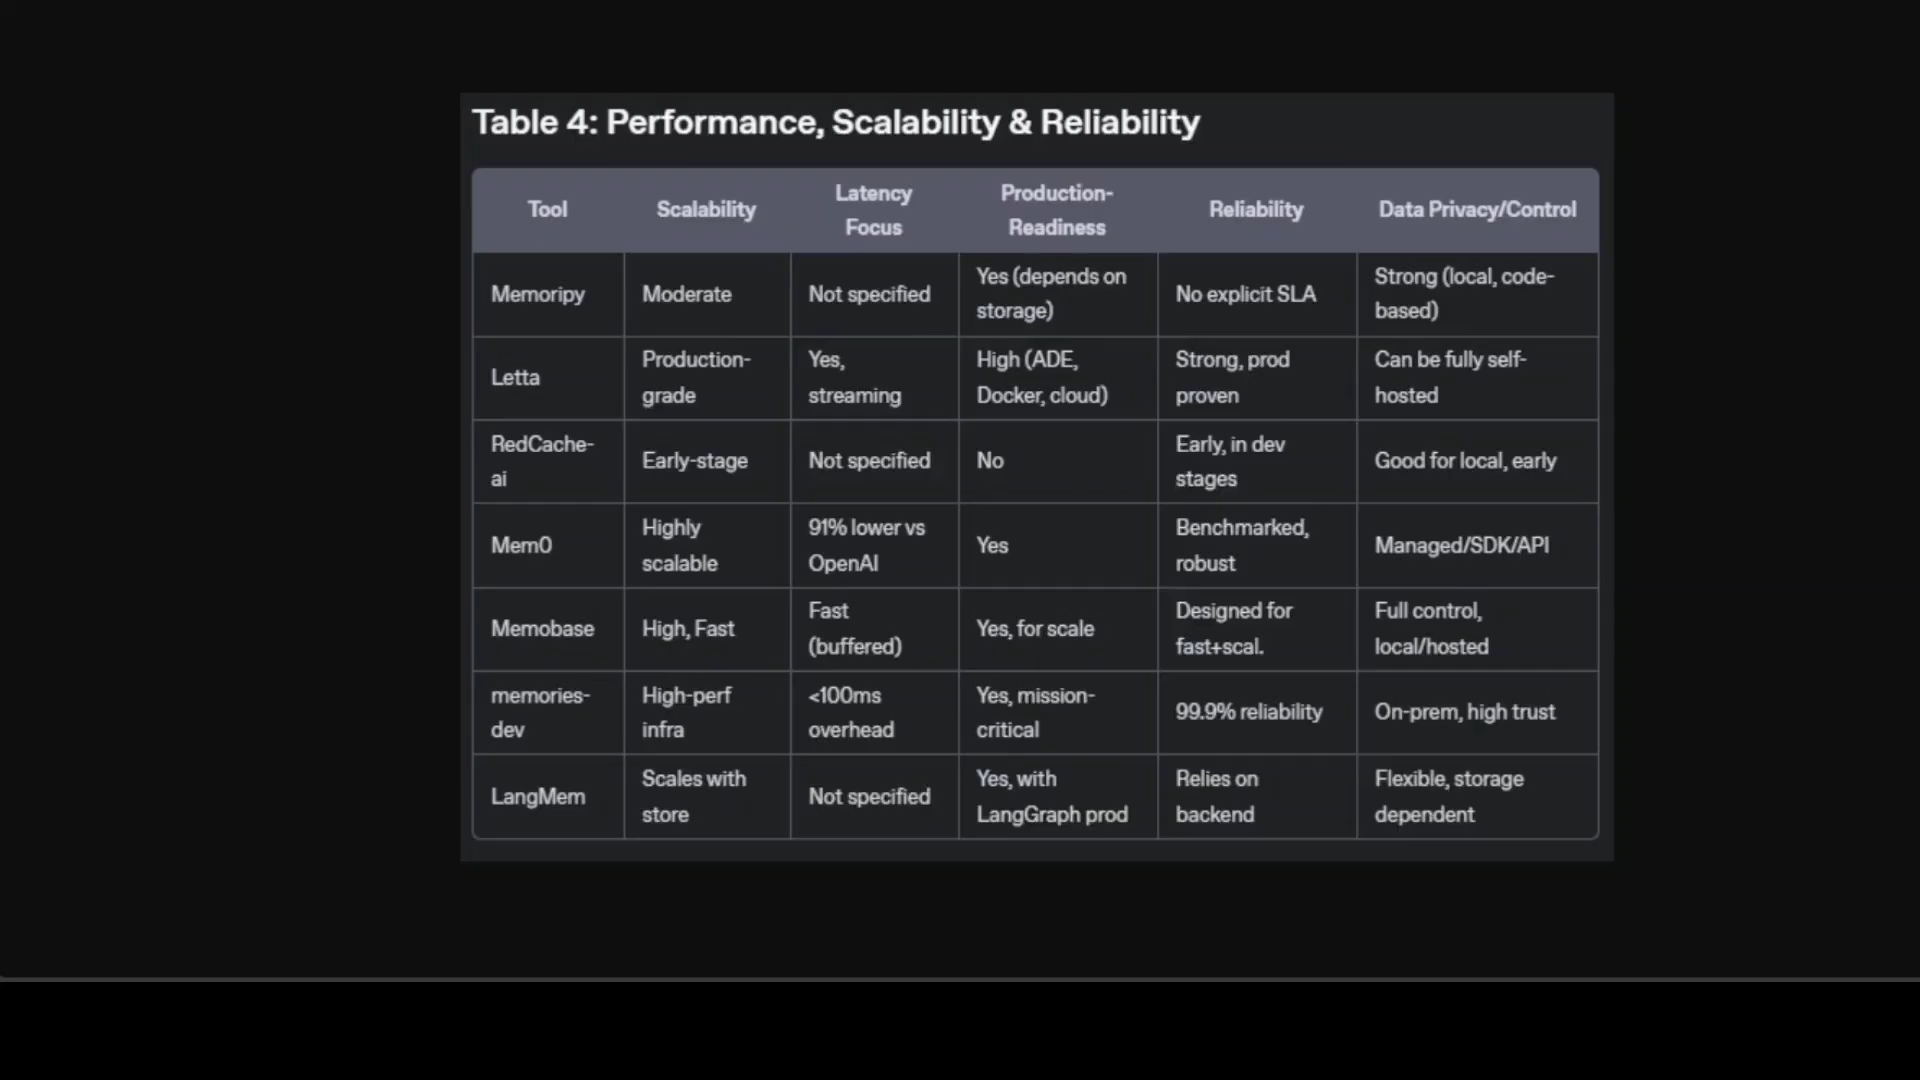 Table 4: Performance, Scalability & Reliability
Tool
Scalability
Latency
Focus
Production-
Readiness
Reliability
Data Privacy/Control
Memoripy
Moderate
Not specified
Yes (depends on
storage)
No explicit SLA
Strong (local, code-
based)
Letta
Production-
grade
Yes,
streaming
High (ADE,
Docker, cloud)
Strong, prod
proven
Can be fully self-
hosted
RedCache-
ai
Early-stage
Not specified
No
Early, in dev
stages
Good for local, early
Mem0
Highly
scalable
91% lower vs
OpenAI
Yes
Benchmarked,
robust
Managed/SDK/API
Memobase
High, Fast
Fast
(buffered)
Yes, for scale
Designed for
fast+scal.
Full control,
local/hosted
memories-
dev
High-perf
infra
<100ms
overhead
Yes, mission-
critical
99.9% reliability
On-prem, high trust
LangMem
Scales with
store
Not specified
Yes, with
LangGraph prod
Relies on
backend
Flexible, storage
dependent